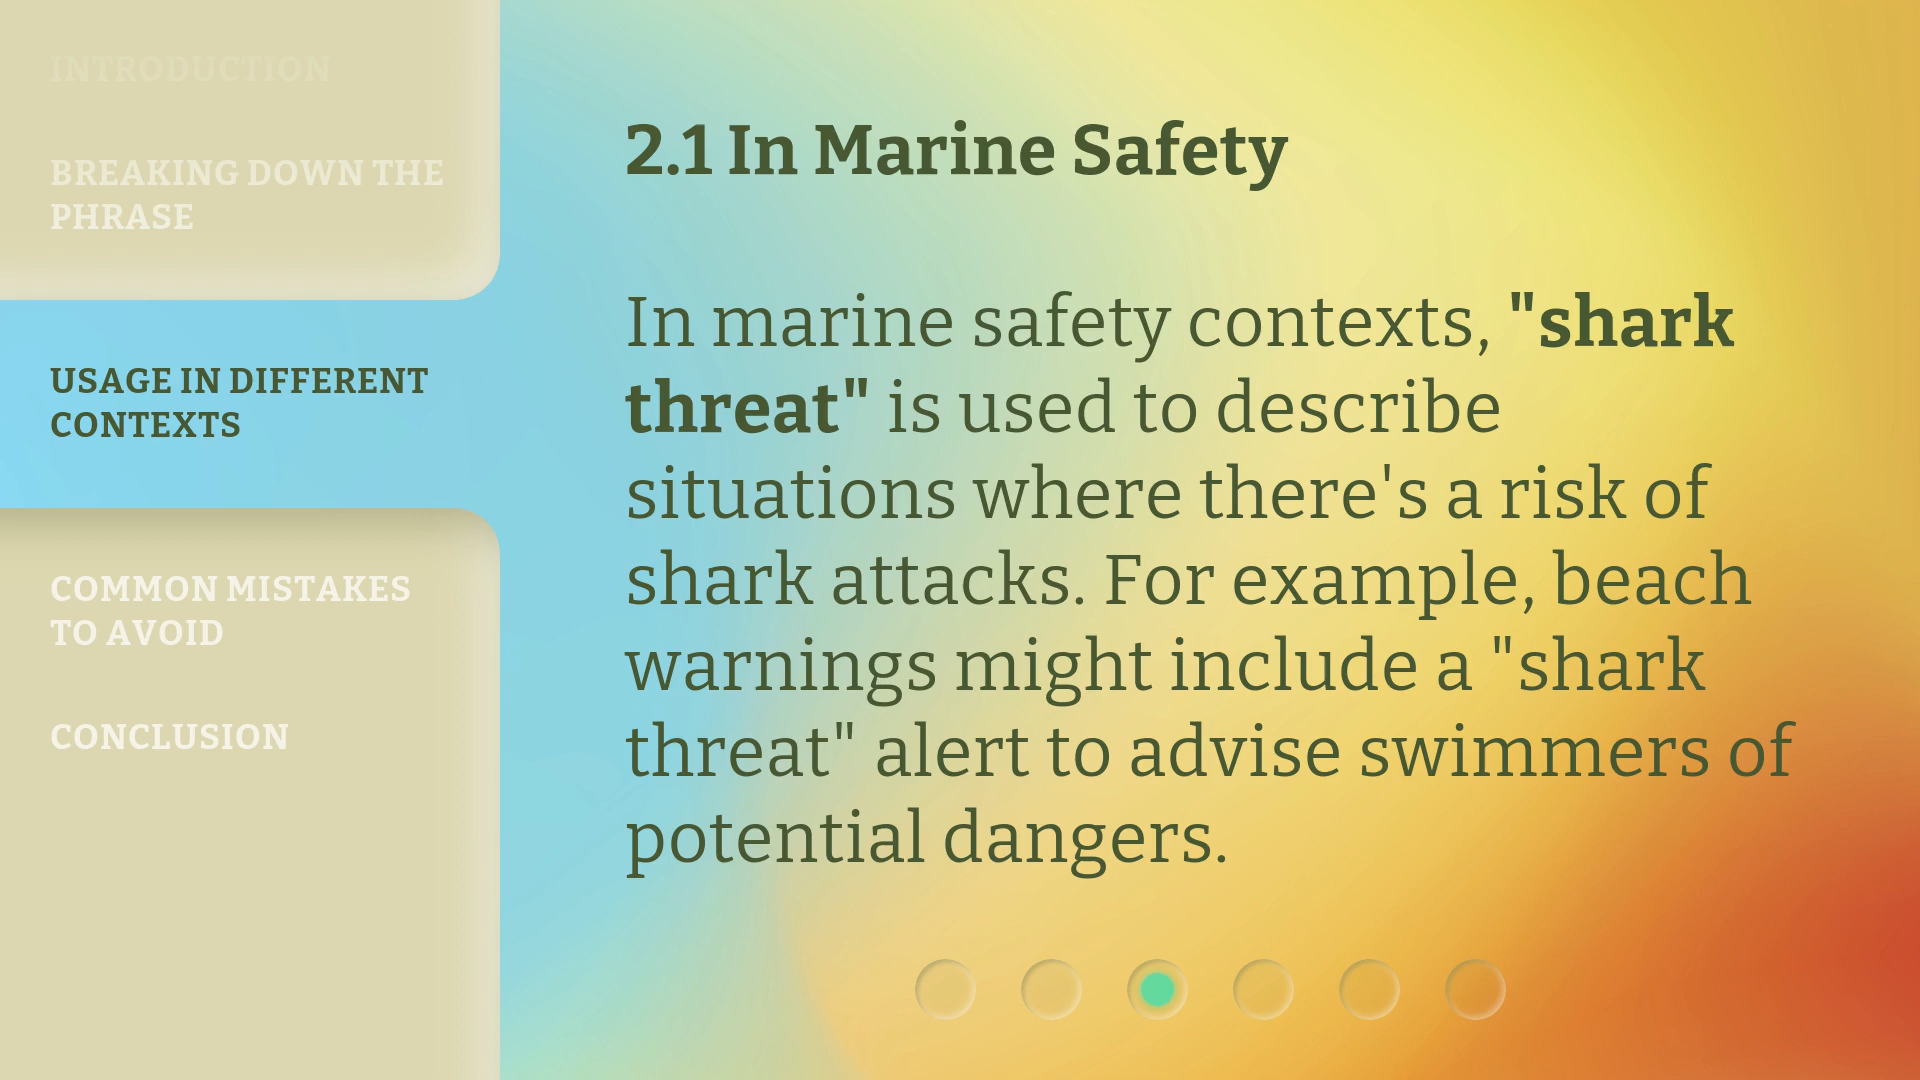 INTRODUCTION
BREAKING DOWN THE
PHRASE
USAGE IN DIFFERENT
CONTEXTS
COMMON MISTAKES
TO AVOID
CONCLUSION
2.1 In Marine Safety
In marine safety contexts, "shark
threat" is used to describe
situations where there's a risk of
shark attacks. For example, beach
warnings might include a "shark
threat" alert to advise swimmers of
potential dangers.